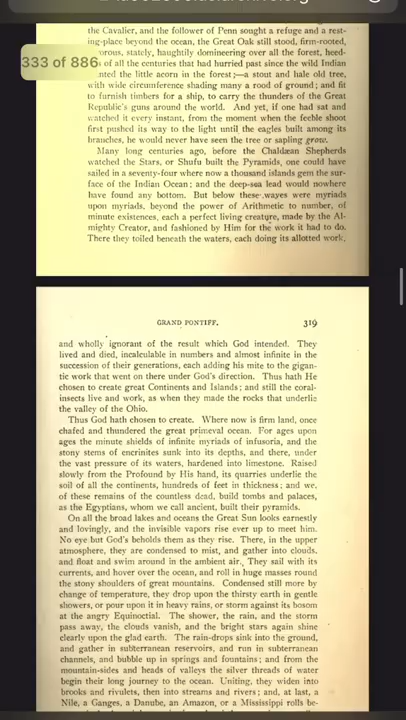 the Cavalier, and the follower of Penn sought a refuge and a rest-
ing-place beyond the ocean, the Great Oak still stood, firm-rooted,
orous, stately, haughtily domineering over all the forest, heed-
s of all the centuries that had hurried past since the wild Indian
nted the little acorn in the forest;—a stout and hale old tree,
with wide circumference shading many a rood of ground; and fit
to furnish timbers for a ship, to carry the thunders of the Great
Republic's guns around the world. And yet, if one had sat and
watched it every instant, from the moment when the feeble shoot
first pushed its way to the light until the eagles built among its
branches, he would never have seen the tree or sapling grow.
Many long centuries ago, before the Chaldæan Shepherds
watched the Stars, or Shufu built the Pyramids, one could have
sailed in a seventy-four where now a thousand islands gem the sur-
face of the Indian Ocean; and the deep-sea lead would nowhere
have found any bottom. But below these waves were myriads
upon myriads, beyond the power of Arithmetic to number, of
minute existences, each a perfect living creature, made by the Al-
mighty Creator, and fashioned by Him for the work it had to do.
There they toiled beneath the waters, each doing its allotted work,
333 of 886
GRAND PONTIFF. 319
and wholly ignorant of the result which God intended. They
lived and died, incalculable in numbers and almost infinite in the
succession of their generations, each adding his mite to the gigan-
tic work that went on there under God's direction. Thus hath He
chosen to create great Continents and Islands; and still the coral-
insects live and work, as when they made the rocks that underlie
the valley of the Ohio.
Thus God hath chosen to create. Where now is firm land, once
chafed and thundered the great primeval ocean. For ages upon
ages the minute shields of infinite myriads of infusoria, and the
stony stems of encrinites sunk into its depths, and there, under
the vast pressure of its waters, hardened into limestone. Raised
slowly from the Profound by His hand, its quarries underlie the
soil of all the continents, hundreds of feet in thickness; and we,
of these remains of the countless dead, build tombs and palaces,
as the Egyptians, whom we call ancient, built their pyramids.
On all the broad lakes and oceans the Great Sun looks earnestly
and lovingly, and the invisible vapors rise ever up to meet him.
No eye but God's beholds them as they rise. There, in the upper
atmosphere, they are condensed to mist, and gather into clouds,
and float and swim around in the ambient air. They sail with its
currents, and hover over the ocean, and roll in huge masses round
the stony shoulders of great mountains. Condensed still more by
change of temperature, they drop upon the thirsty earth in gentle
showers, or pour upon it in heavy rains, or storm against its bosom
at the angry Equinoctial. The shower, the rain, and the storm
pass away, the clouds vanish, and the bright stars again shine
clearly upon the glad earth. The rain-drops sink into the ground,
and gather in subterranean reservoirs, and run in subterranean
channels, and bubble up in springs and fountains; and from the
mountain-sides and heads of valleys the silver threads of water
begin their long journey to the ocean. Uniting, they widen into
brooks and rivulets, then into streams and rivers; and, at last, a
Nile, a Ganges, a Danube, an Amazon, or a Mississippi rolls be-